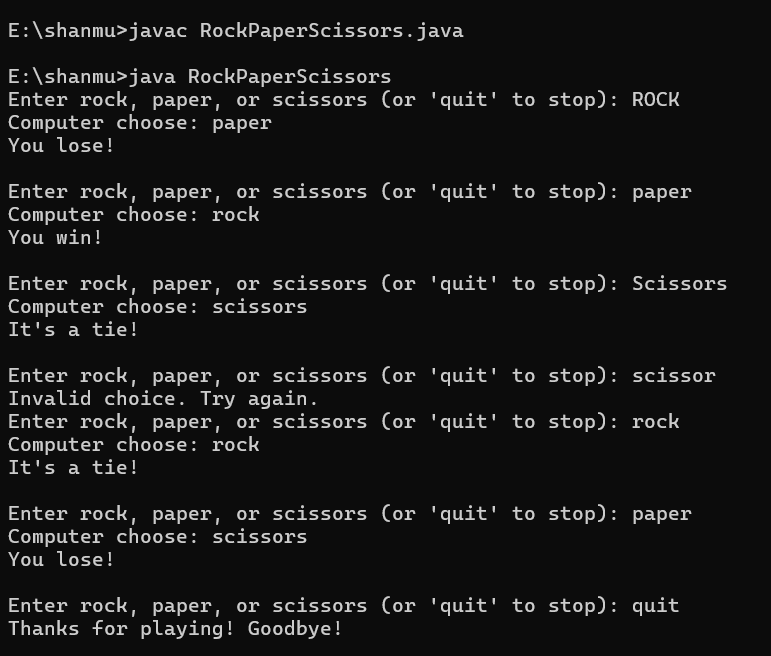 E:\shanmu>javac RockPaperScissors.java
E:\shanmu>java RockPaperScissors
Enter rock, paper, or scissors (or 'quit' to stop): ROCK
Computer choose: paper
You lose!
Enter rock, paper, or scissors (or 'quit' to stop): paper
Computer choose: rock
You win!
Enter rock, paper, or scissors (or 'quit' to stop): Scissors
Computer choose: scissors
It's a tie!
Enter rock, paper, or scissors (or 'quit' to stop): scissor
Invalid choice. Try again.
Enter rock, paper, or scissors (or 'quit' to stop): rock
Computer choose: rock
It's a tie!
Enter rock, paper, or scissors (or 'quit' to stop): paper
Computer choose: scissors
You lose!
Enter rock, paper, or scissors (or 'quit' to stop): quit
Thanks for playing! Goodbye!